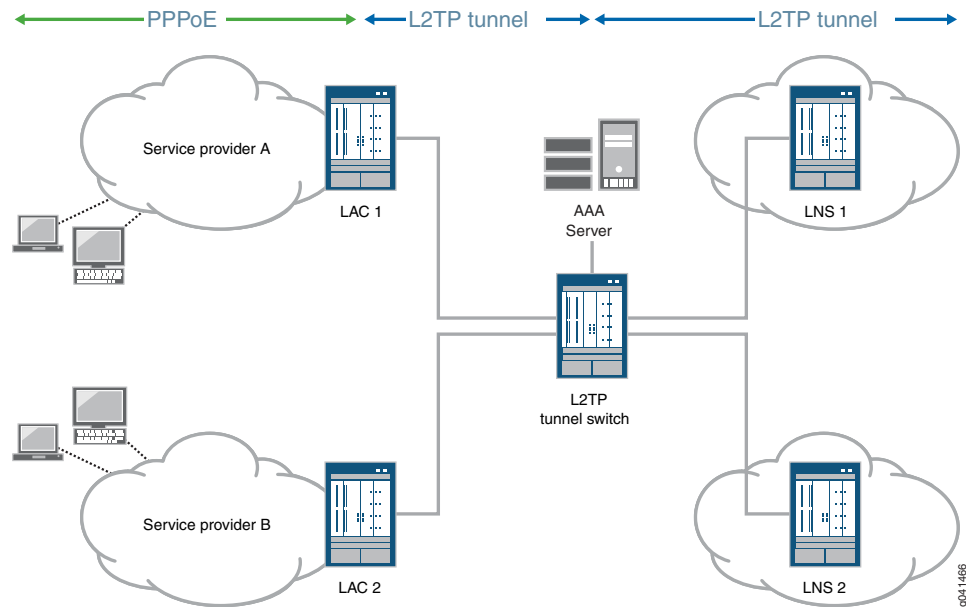 PPPoE
L2TP tunnel
L2TP tunnel
Service provider A
LAC 1
AAA
Server
LNS 1
L2TP
tunnel switch
Service provider B
LAC 2
LNS 2
g041466